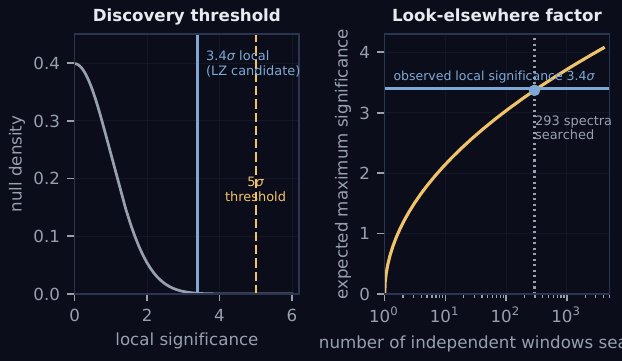 Discovery threshold
3.4σ local
(LZ candidate)
5σ
threshold
null density
0.4
0.3
0.2
0.1
0.0
0
2
4
6
local significance
Look-elsewhere factor
observed local significance 3.4σ
293 spectra
searched
expected maximum significance
4
3
2
1
0
10⁰
10¹
10²
10³
number of independent windows sea